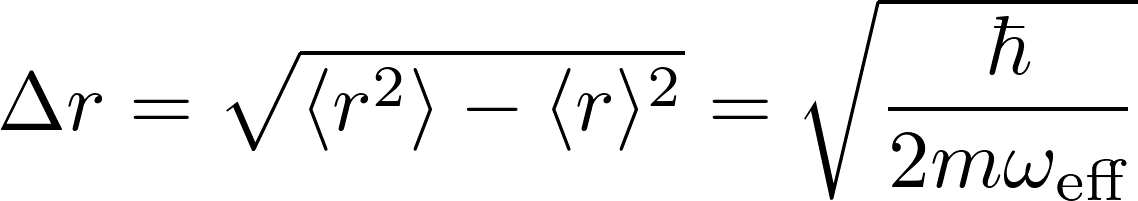 Δr = √(⟨r²⟩ − ⟨r⟩²) = √(ħ / 2mω_eff)